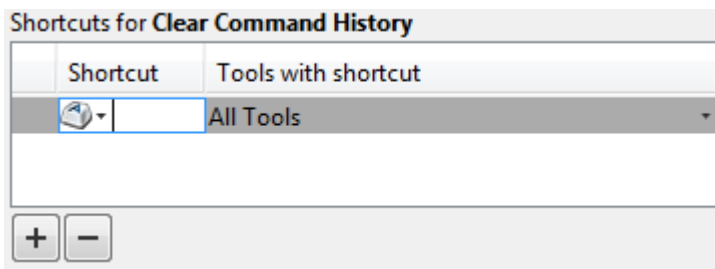 Shortcuts for Clear Command History
Shortcut Tools with shortcut
All Tools